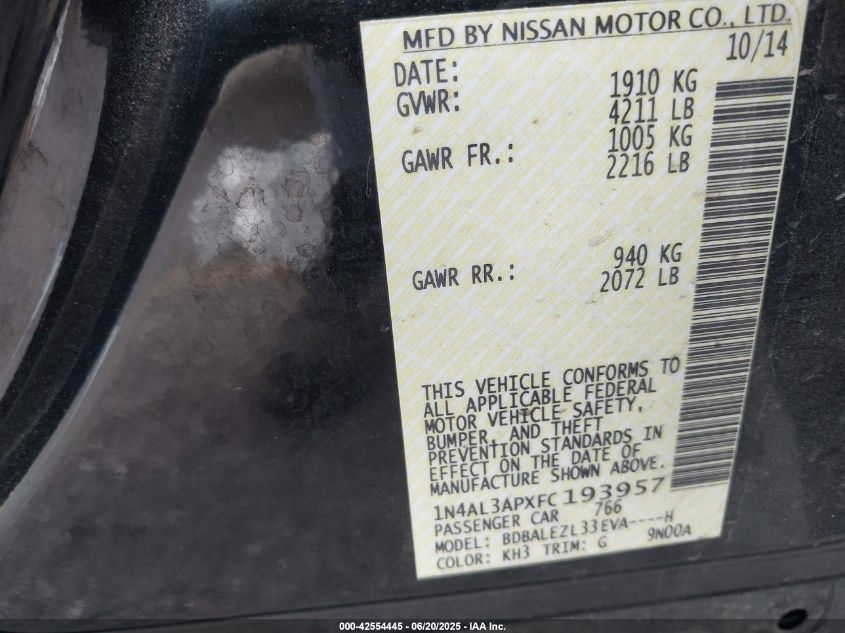 MFD BY NISSAN MOTOR CO., LTD.
DATE: 10/14
GVWR: 1910 KG
4211 LB
GAWR FR.: 1005 KG
2216 LB
GAWR RR.: 940 KG
2072 LB
THIS VEHICLE CONFORMS TO
ALL APPLICABLE FEDERAL
MOTOR VEHICLE SAFETY,
BUMPER, AND THEFT
PREVENTION STANDARDS IN
EFFECT ON THE DATE OF
MANUFACTURE SHOWN ABOVE.
1N4AL3APXFC193957
PASSENGER CAR 766
MODEL: BDBALEZL33EVA----H
COLOR: KH3 TRIM: G 9N00A
000-42554445 - 06/20/2025 - IAA Inc.